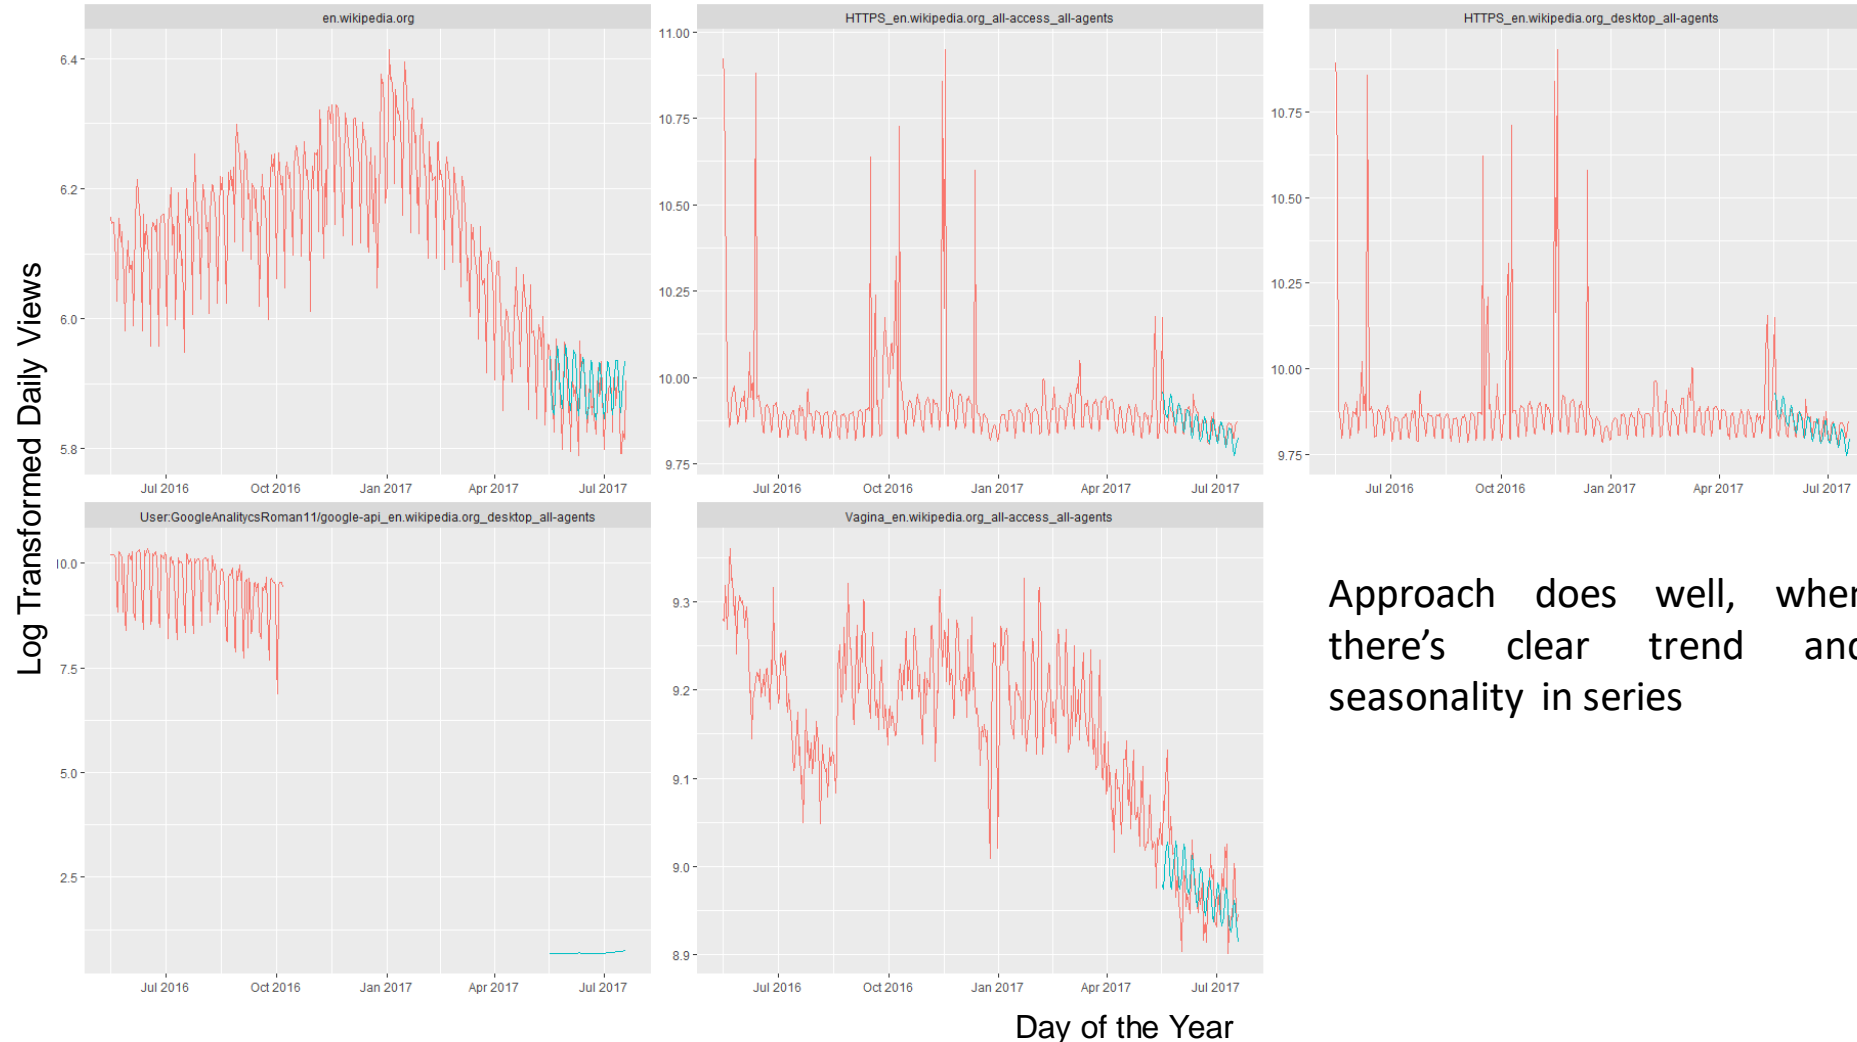 en.wikipedia.org
HTTPS_en.wikipedia.org_all-access_all-agents
HTTPS_en.wikipedia.org_desktop_all-agents
6.4
6.2
6.0
5.8
Jul 2016 Oct 2016 Jan 2017 Apr 2017 Jul 2017
11.00
10.75
10.50
10.25
10.00
9.75
Jul 2016 Oct 2016 Jan 2017 Apr 2017 Jul 2017
10.75
10.50
10.25
10.00
9.75
Jul 2016 Oct 2016 Jan 2017 Apr 2017 Jul 2017
Log Transformed Daily Views
User:GoogleAnalitycsRoman11/google-api_en.wikipedia.org_desktop_all-agents
Vagina_en.wikipedia.org_all-access_all-agents
10.0
7.5
5.0
2.5
Jul 2016 Oct 2016 Jan 2017 Apr 2017 Jul 2017
9.3
9.2
9.1
9.0
8.9
Jul 2016 Oct 2016 Jan 2017 Apr 2017 Jul 2017
Approach does well, when
there's clear trend and
seasonality in series
Day of the Year